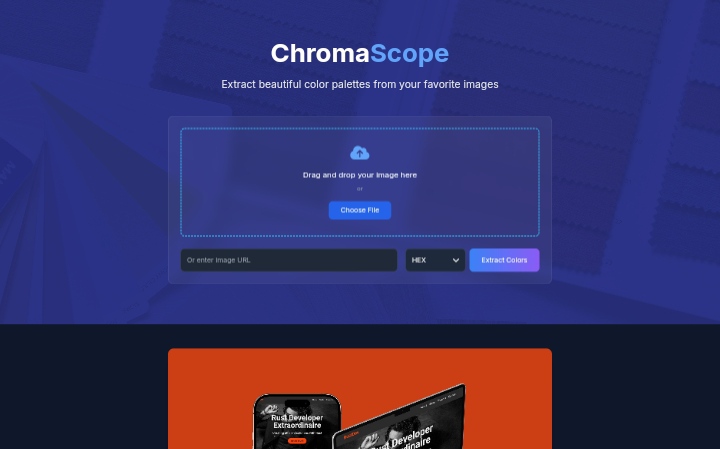 ChromaScope
Extract beautiful color palettes from your favorite images
Drag and drop your image here
or
Choose File
Or enter image URL
HEX
Extract Colors
Rust Developer
Extraordinaire
Rust Developer
Extraordinaire